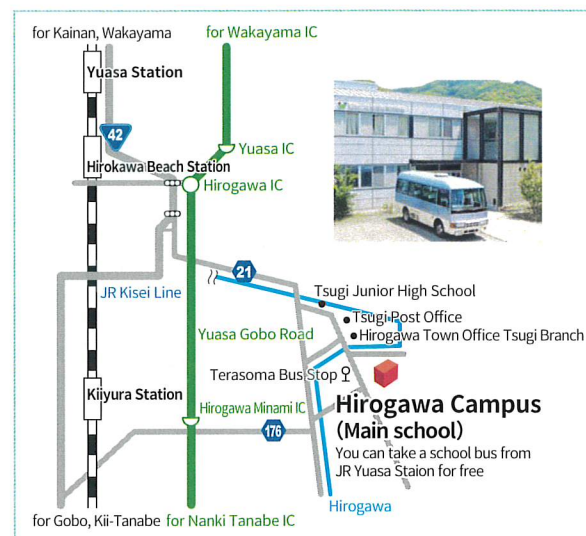 for Kainan, Wakayama
for Wakayama IC
Yuasa Station
42
Yuasa IC
Hirokawa Beach Station
Hirogawa IC
21
JR Kisei Line
Tsugi Junior High School
Tsugi Post Office
Hirogawa Town Office Tsugi Branch
Yuasa Gobo Road
Terasoma Bus Stop
Kiiyura Station
Hirogawa Minami IC
176
Hirogawa Campus
(Main school)
You can take a school bus from
JR Yuasa Staion for free
Hirogawa
for Gobo, Kii-Tanabe
for Nanki Tanabe IC